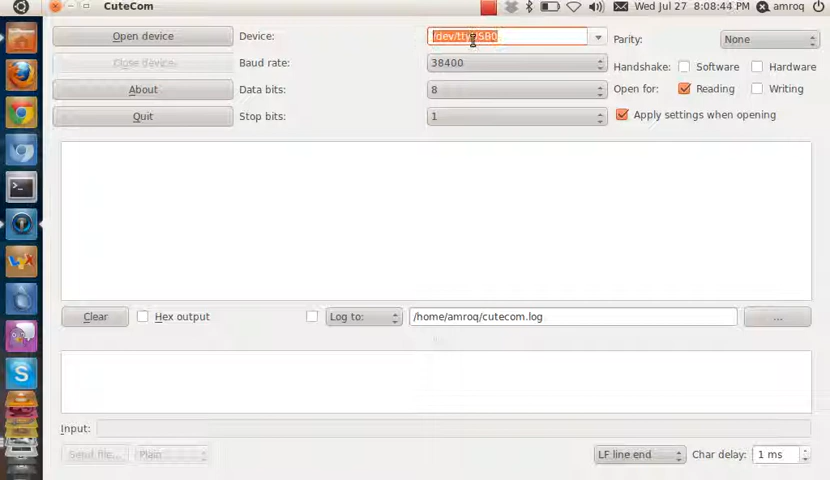 CuteCom
Wed Jul 27 8:08:44 PM
amroq
Open device
Device:
/dev/ttyUSB0
Parity:
None
Close device
Baud rate:
38400
Handshake:
Software
Hardware
About
Data bits:
8
Open for:
Reading
Writing
Quit
Stop bits:
1
Apply settings when opening
Clear
Hex output
Log to:
/home/amroq/cutecom.log
...
Input:
Send file...
Plain
LF line end
Char delay:
1 ms